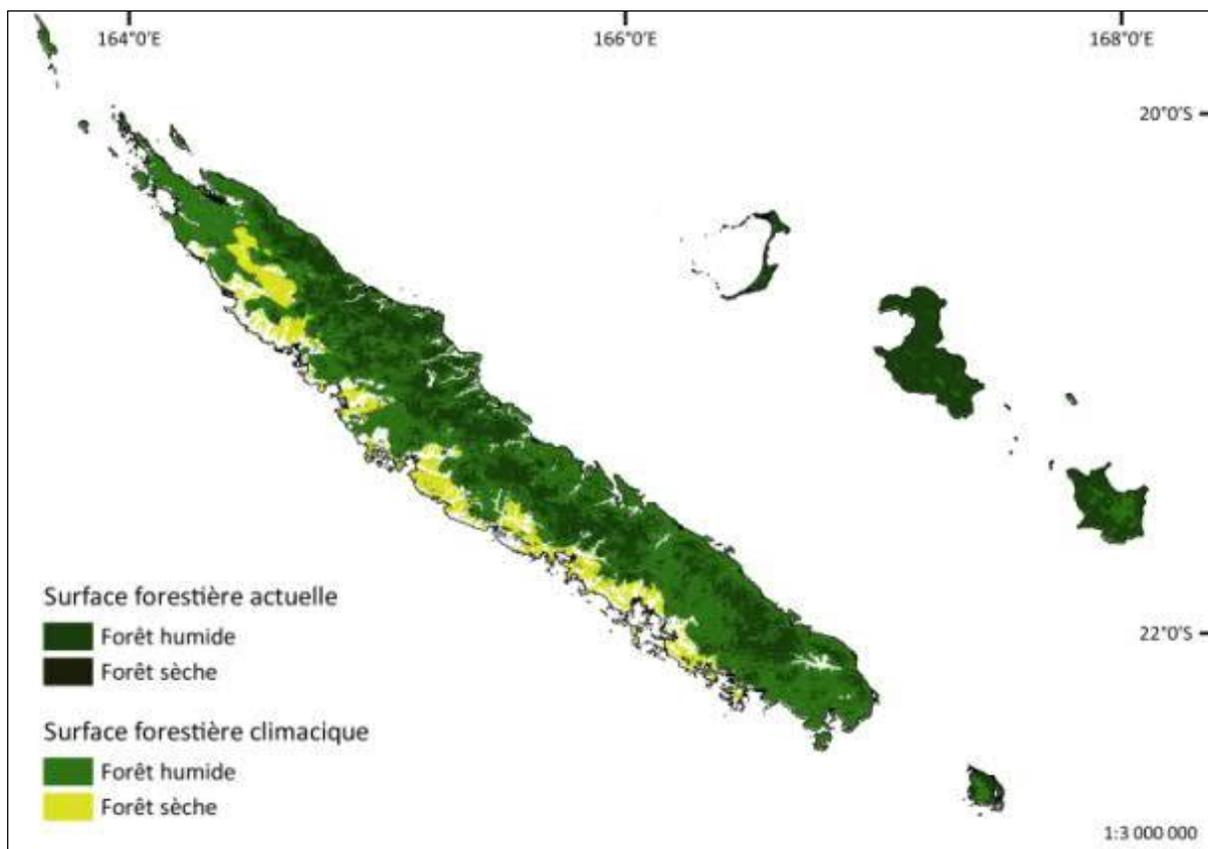 164°0'E 166°0'E 168°0'E
20°0'S
22°0'S
Surface forestière actuelle
Forêt humide
Forêt sèche
Surface forestière climacique
Forêt humide
Forêt sèche
1:3 000 000